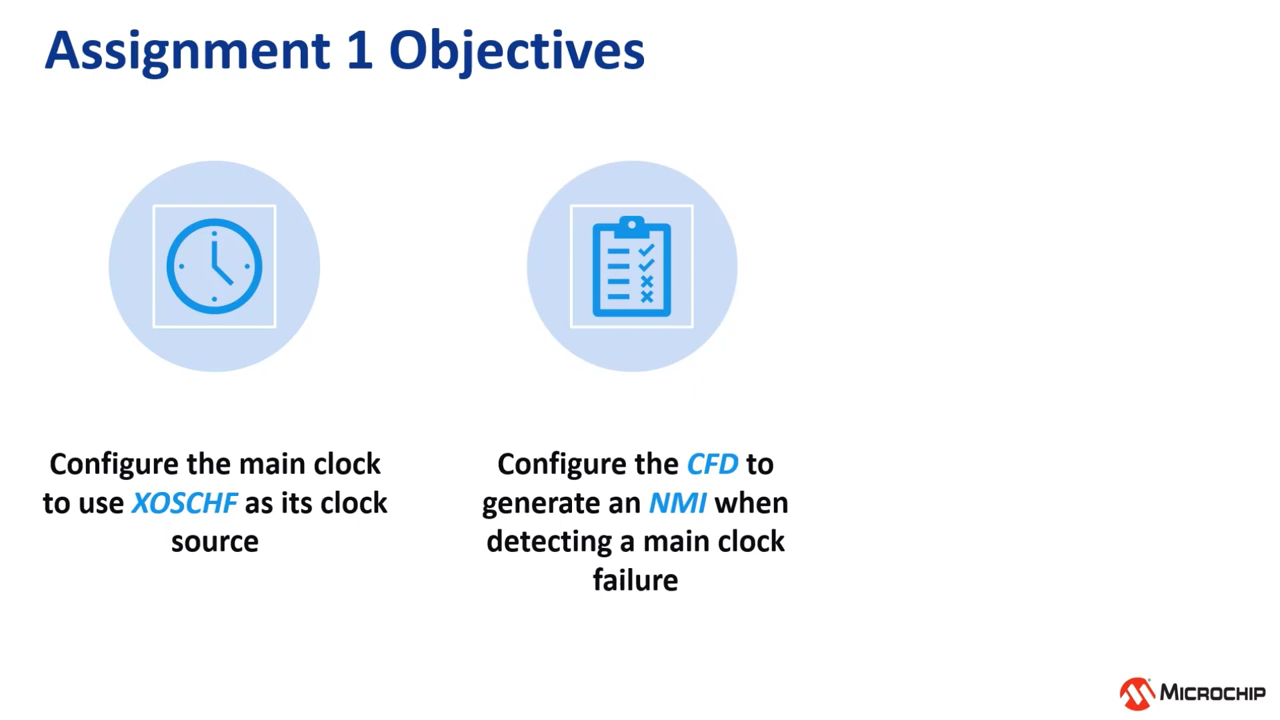 Assignment 1 Objectives
Configure the main clock
to use XOSCHF as its clock
source
Configure the CFD to
generate an NMI when
detecting a main clock
failure
MICROCHIP